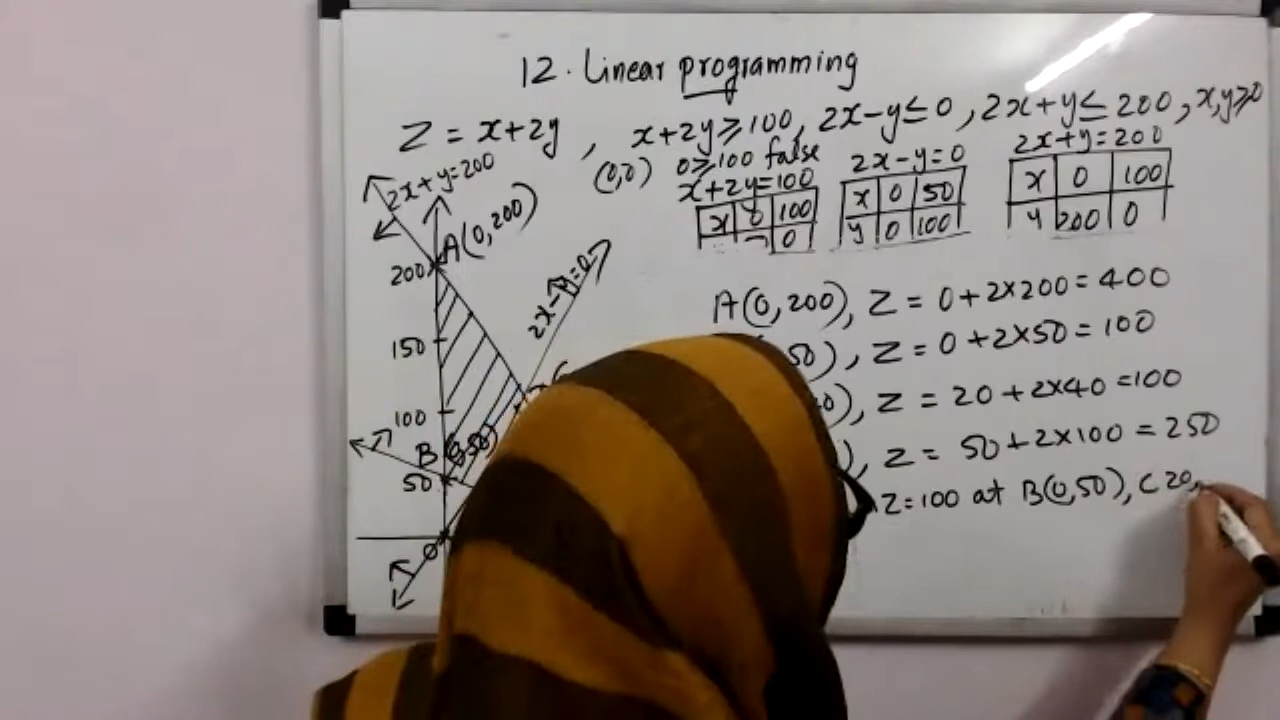 12. Linear programming
Z = x+2y , x+2y ≥ 100, 2x-y ≤ 0, 2x+y ≤ 200, x,y ≥ 0
(0,0) 0 ≥ 100 false
x+2y=100
x 0 100
0
2x-y=0
x 0 50
y 0 100
2x+y=200
x 0 100
y 200 0
2x+y=200
A(0,200)
200
150
100
B (0,50)
50
O
2x-y=0
A(0,200), Z = 0+2×200 = 400
50), Z = 0+2×50 = 100
0), Z = 20+2×40 = 100
), Z = 50+2×100 = 250
Z=100 at B(0,50), C 20,